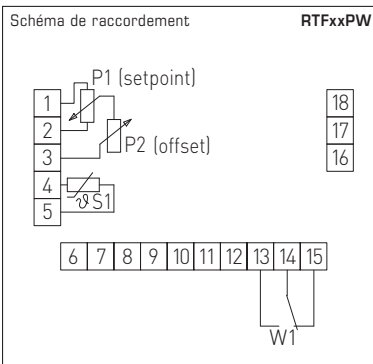 Schéma de raccordement RTFxxPW
P1 (setpoint)
1
2
3
P2 (offset)
4
5
ϑ S1
18
17
16
6 7 8 9 10 11 12 13 14 15
W1